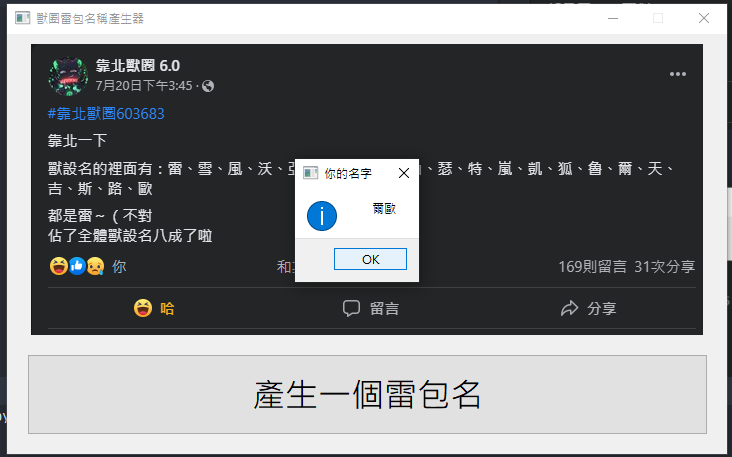 獸圈雷包名稱產生器
靠北獸圈 6.0
7月20日下午3:45
#靠北獸圈603683
靠北一下
獸設名的裡面有：雷、雪、風、沃、
、瑟、特、嵐、凱、狐、魯、爾、天、
吉、斯、路、歐
都是雷～（不對
佔了全體獸設名八成了啦
你的名字
爾歐
OK
你
169則留言 31次分享
哈
留言
分享
產生一個雷包名